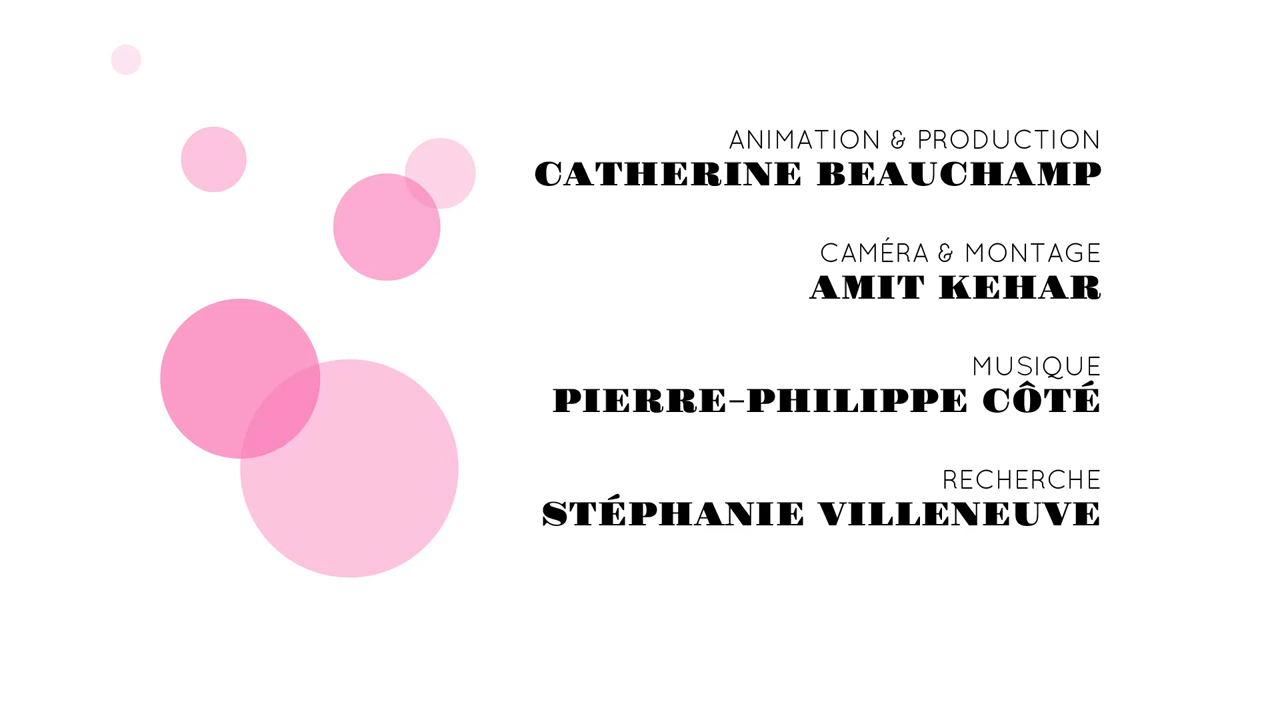 ANIMATION & PRODUCTION
CATHERINE BEAUCHAMP
CAMÉRA & MONTAGE
AMIT KEHAR
MUSIQUE
PIERRE-PHILIPPE CÔTÉ
RECHERCHE
STÉPHANIE VILLENEUVE